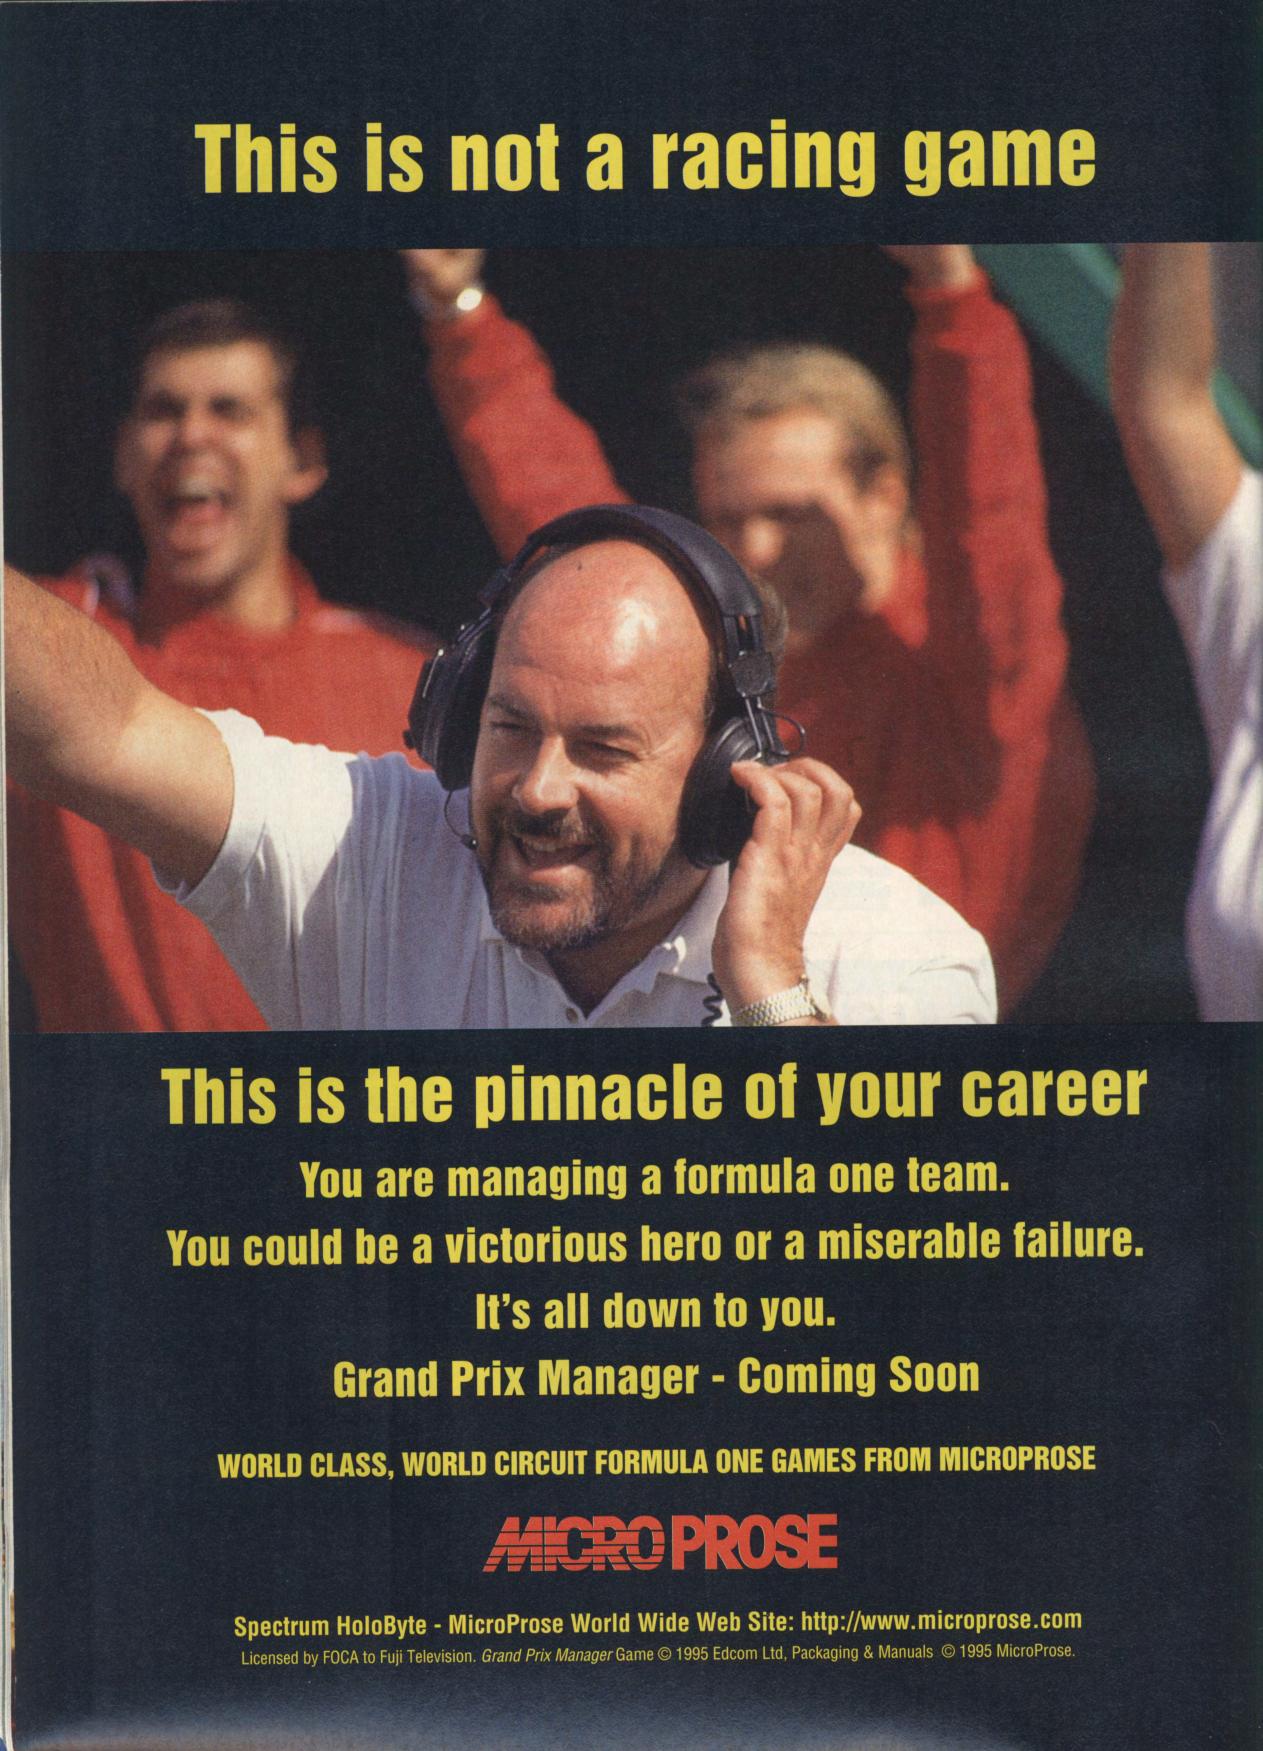 This is not a racing game
This is the pinnacle of your career
You are managing a formula one team.
You could be a victorious hero or a miserable failure.
It's all down to you.
Grand Prix Manager - Coming Soon
WORLD CLASS, WORLD CIRCUIT FORMULA ONE GAMES FROM MICROPROSE
MICROPROSE
Spectrum HoloByte - MicroProse World Wide Web Site: http://www.microprose.com
Licensed by FOCA to Fuji Television. Grand Prix Manager Game © 1995 Edcom Ltd, Packaging & Manuals © 1995 MicroProse.